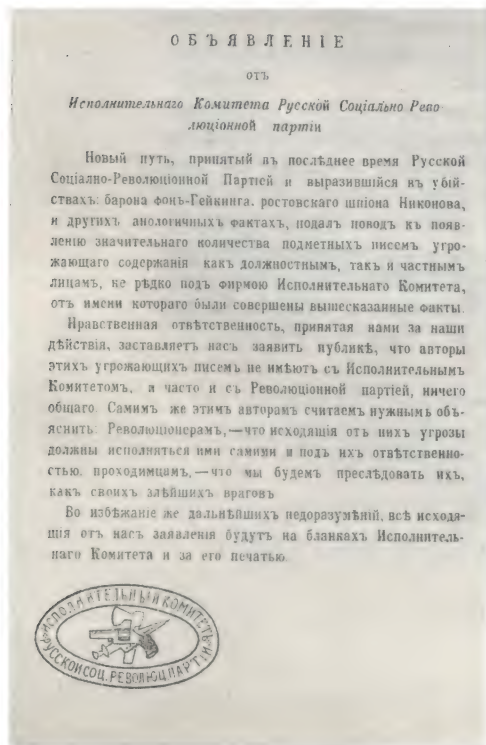 ОБЪЯВЛЕНІЕ
отъ
Исполнительнаго Комитета Русской Соціально Рево
люціонной партіи
Новый путь, принятый въ послѣднее время Русской
Соціално-Революціонной Партіей и выразившійся въ убій-
ствахъ: барона фонъ-Гейкинга, ростовскаго шпіона Никонова,
и другихъ анологичныхъ фактахъ, подалъ поводъ къ появ-
ленію значительнаго количества подметныхъ писемъ угро-
жающаго содержанія какъ должностнымъ, такъ и частнымъ
лицамъ, не рѣдко подъ фирмою Исполнительнаго Комитета,
отъ имени котораго были совершены вышесказанные факты.
Нравственная отвѣтственность, принятая нами за наши
дѣйствія, заставляетъ насъ заявить публикѣ, что авторы
этихъ угрожающихъ писемъ не имѣютъ съ Исполнительнымъ
Комитетомъ, а часто и съ Революціонной партіей, ничего
общаго. Самимъ же этимъ авторамъ считаемъ нужнымъ объ-
яснить: Революціонерамъ,—что исходящія отъ нихъ угрозы
должны исполняться ими самими и подъ ихъ отвѣтственно-
стью, проходимцамъ,—что мы будемъ преслѣдовать ихъ,
какъ своихъ злѣйшихъ враговъ
Во избѣжаніе же дальнѣйшихъ недоразумѣній, всѣ исходя-
щія отъ насъ заявленія будутъ на бланкахъ Исполнитель-
наго Комитета и за его печатью.
ИСПОЛНИТЕЛЬНЫЙ КОМИТЕТЪ
РУССКОЙ СОЦ. РЕВОЛЮЦ ПАРТІЙ